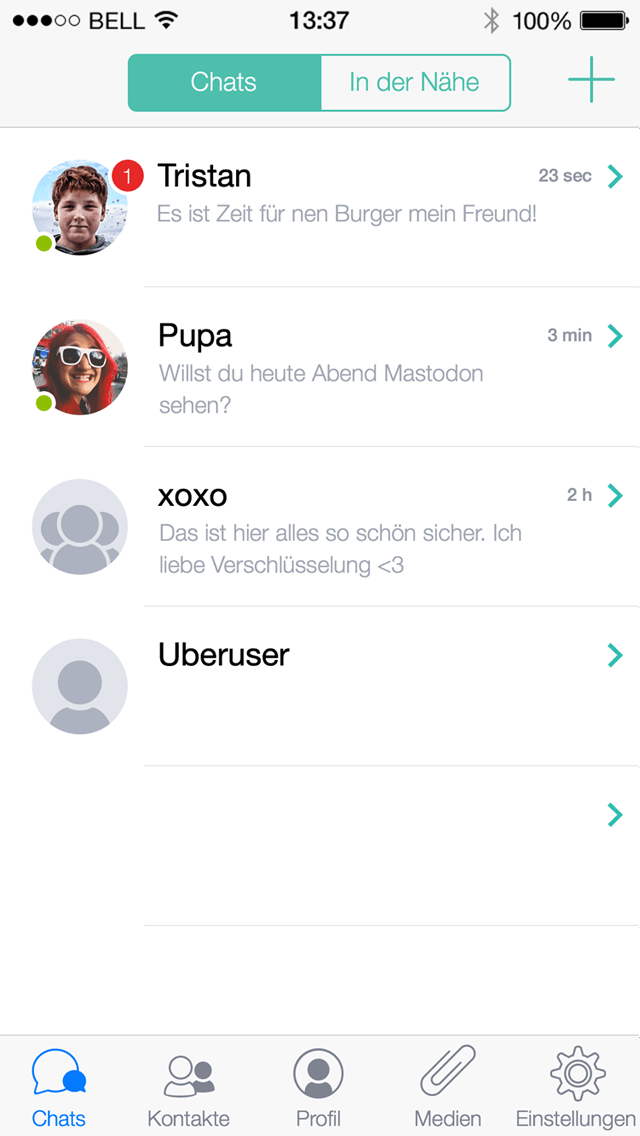 BELL 13:37 100%
Chats In der Nähe
1 Tristan 23 sec
Es ist Zeit für nen Burger mein Freund!
Pupa 3 min
Willst du heute Abend Mastodon
sehen?
xoxo 2 h
Das ist hier alles so schön sicher. Ich
liebe Verschlüsselung <3
Uberuser
Chats Kontakte Profil Medien Einstellungen